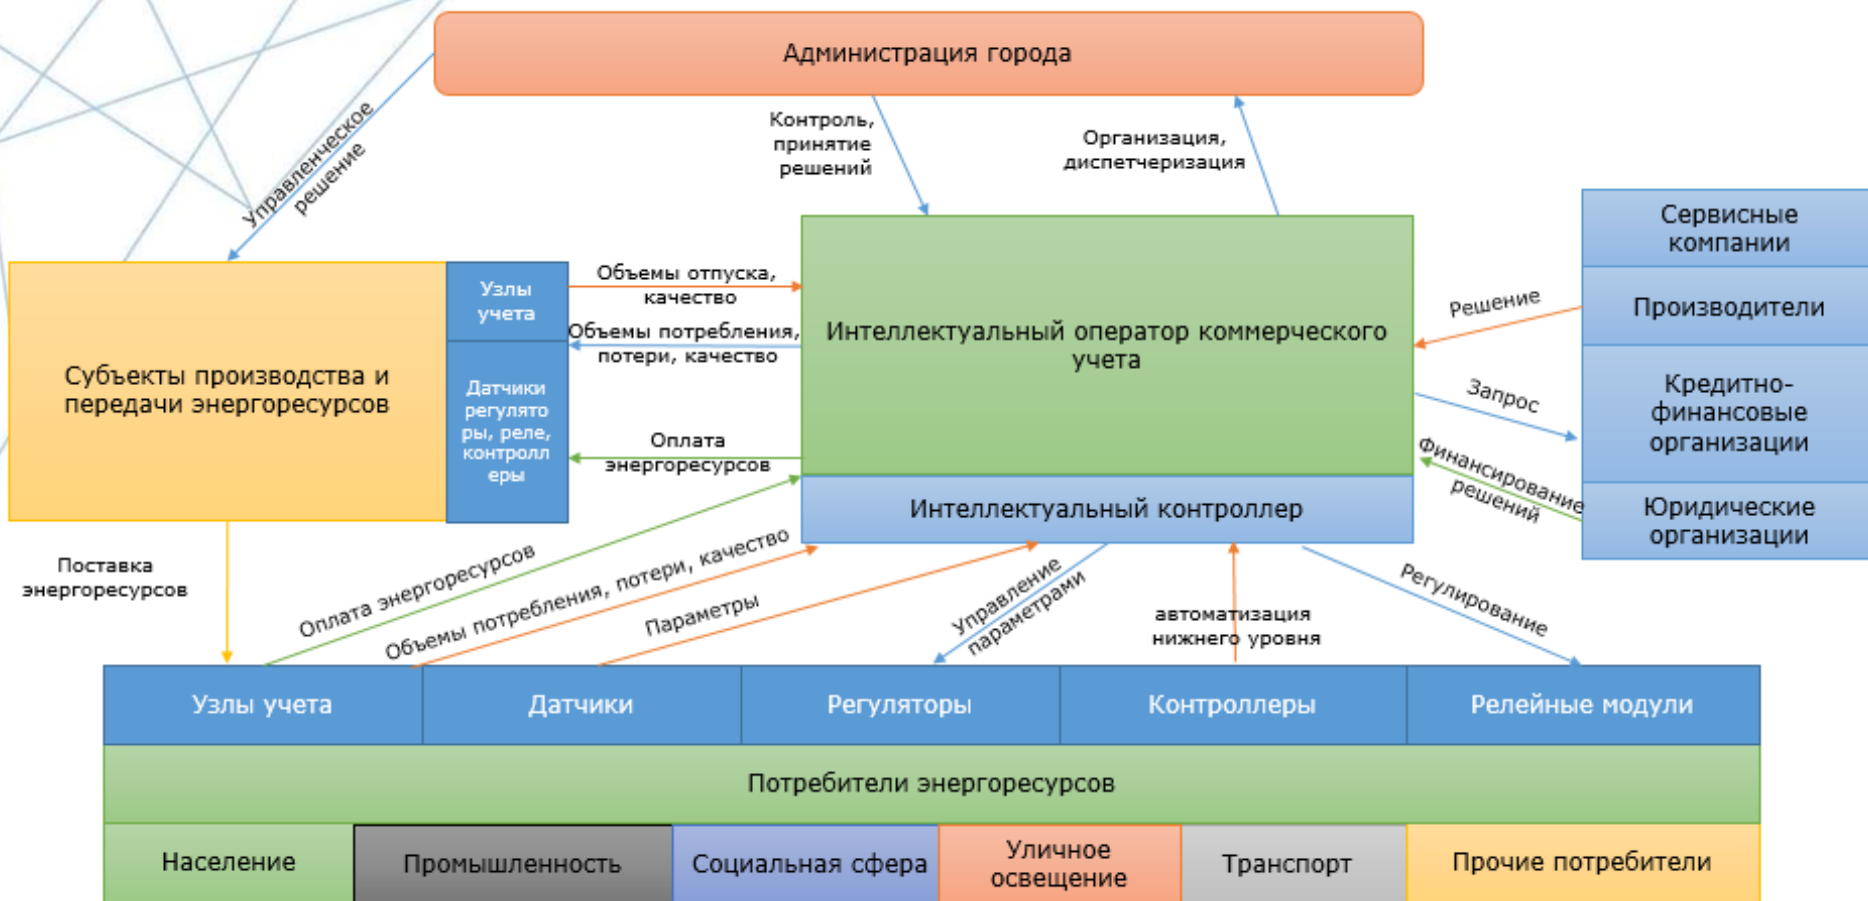 Администрация города
Управленческое
решение
Контроль,
принятие
решений
Организация,
диспетчеризация
Субъекты производства и
передачи энергоресурсов
Узлы
учета
Датчики
регулято
ры, реле,
контролл
еры
Объемы отпуска,
качество
Объемы потребления,
потери, качество
Оплата
энергоресурсов
Интеллектуальный оператор коммерческого
учета
Интеллектуальный контроллер
Решение
Запрос
Финансирование
решений
Сервисные
компании
Производители
Кредитно-
финансовые
организации
Юридические
организации
Поставка
энергоресурсов
Оплата энергоресурсов
Объемы потребления, потери, качество
Параметры
Управление
параметрами
автоматизация
нижнего уровня
Регулирование
Узлы учета
Датчики
Регуляторы
Контроллеры
Релейные модули
Потребители энергоресурсов
Население
Промышленность
Социальная сфера
Уличное
освещение
Транспорт
Прочие потребители